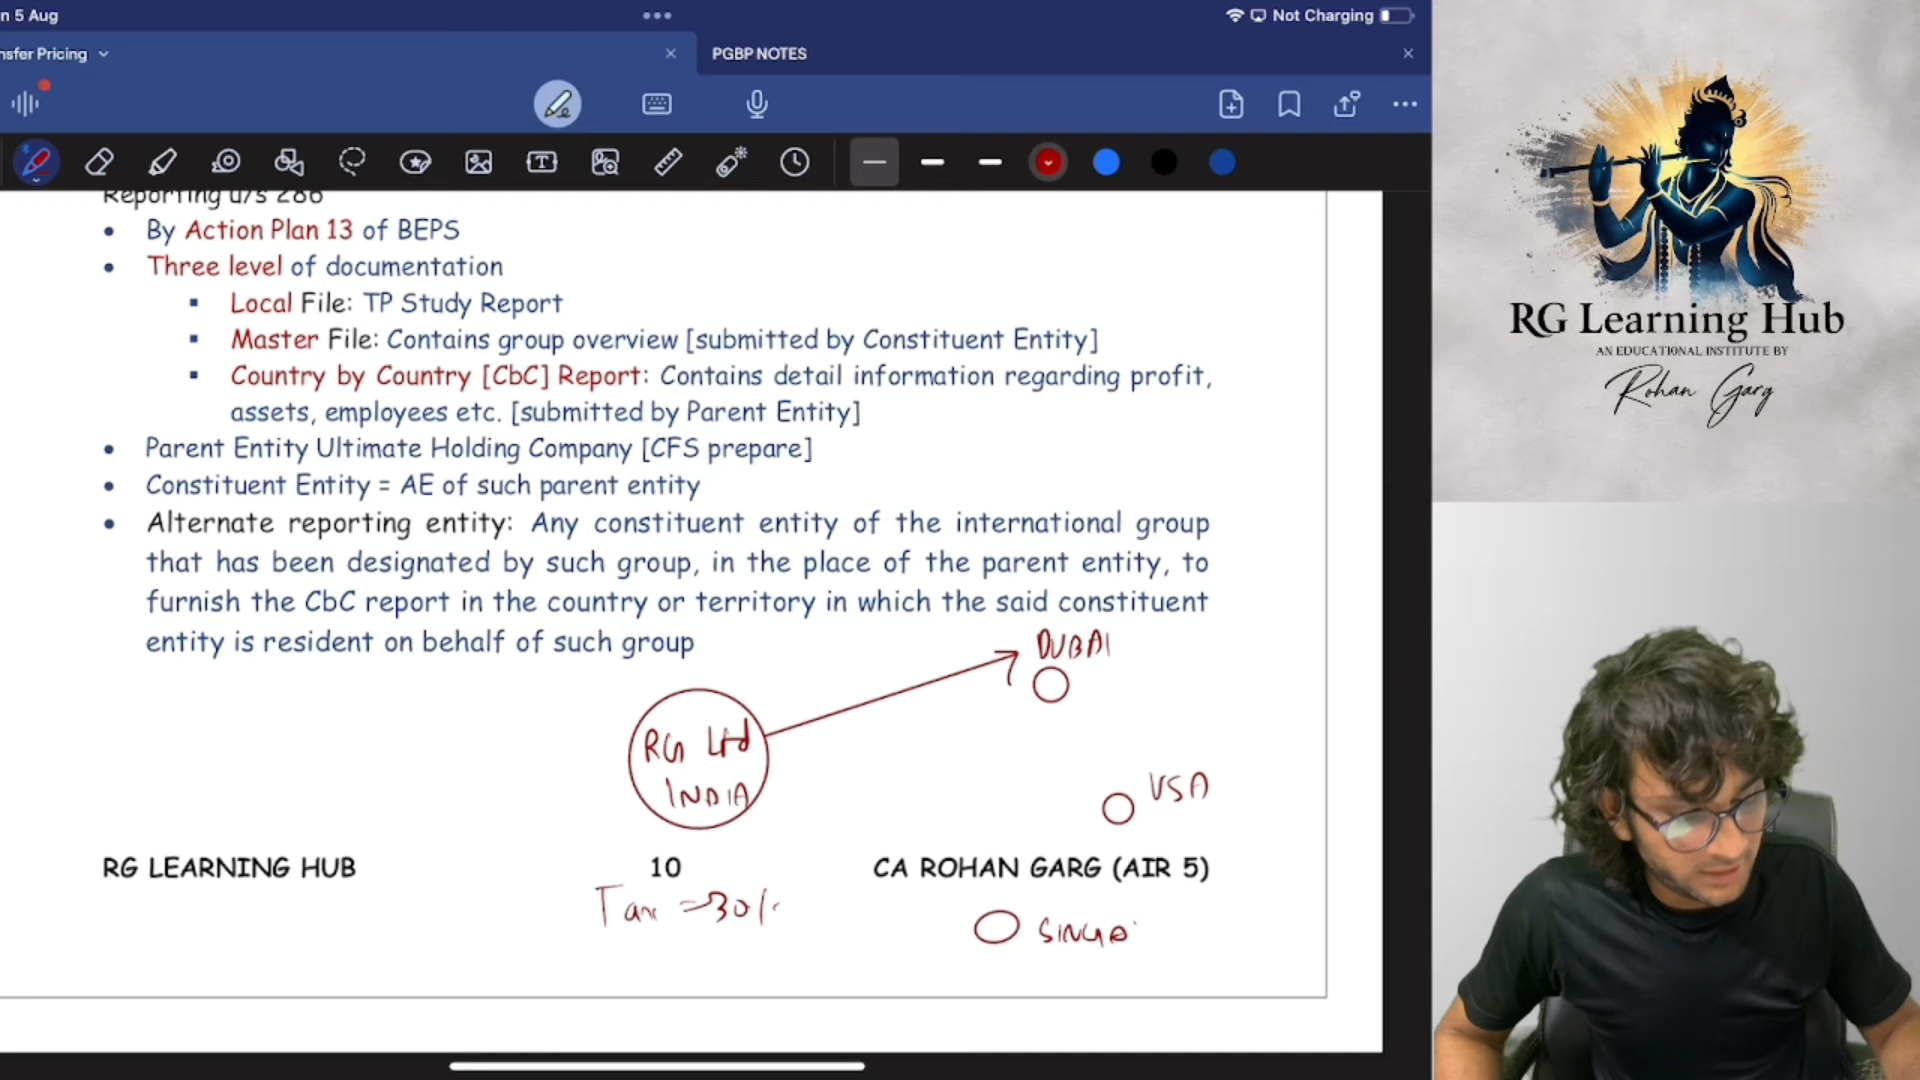 n 5 Aug
Not Charging
nsfer Pricing
PGBP NOTES
Reporting u/s 286
• By Action Plan 13 of BEPS
• Three level of documentation
▪ Local File: TP Study Report
▪ Master File: Contains group overview [submitted by Constituent Entity]
▪ Country by Country [CbC] Report: Contains detail information regarding profit,
assets, employees etc. [submitted by Parent Entity]
• Parent Entity Ultimate Holding Company [CFS prepare]
• Constituent Entity = AE of such parent entity
• Alternate reporting entity: Any constituent entity of the international group
that has been designated by such group, in the place of the parent entity, to
furnish the CbC report in the country or territory in which the said constituent
entity is resident on behalf of such group
DUBAI
RG Ltd
INDIA
USA
RG LEARNING HUB 10 CA ROHAN GARG (AIR 5)
Tax => 30%
SINGA
RG Learning Hub
AN EDUCATIONAL INSTITUTE BY
Rohan Garg